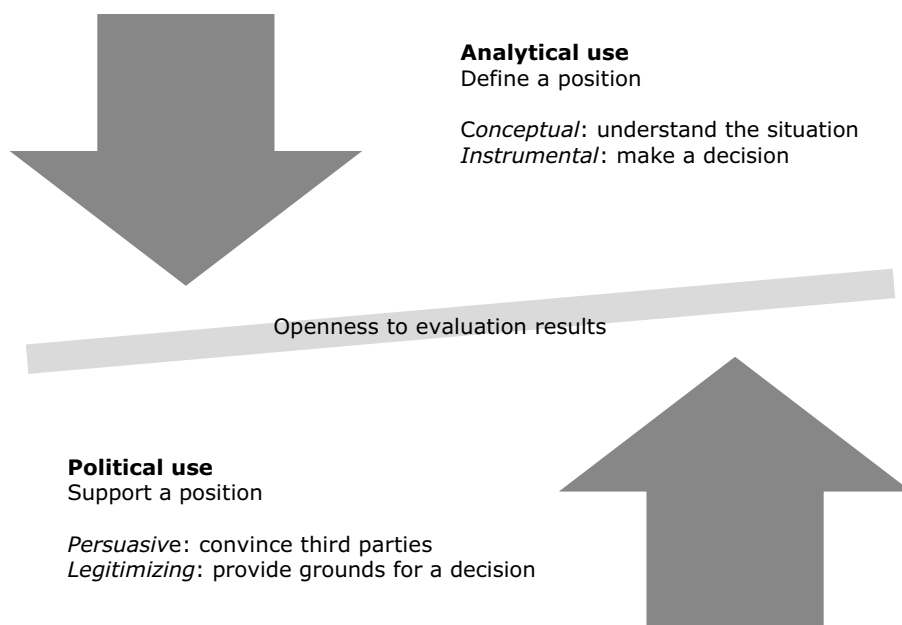 Analytical use
Define a position
Conceptual: understand the situation
Instrumental: make a decision
Openness to evaluation results
Political use
Support a position
Persuasive: convince third parties
Legitimizing: provide grounds for a decision